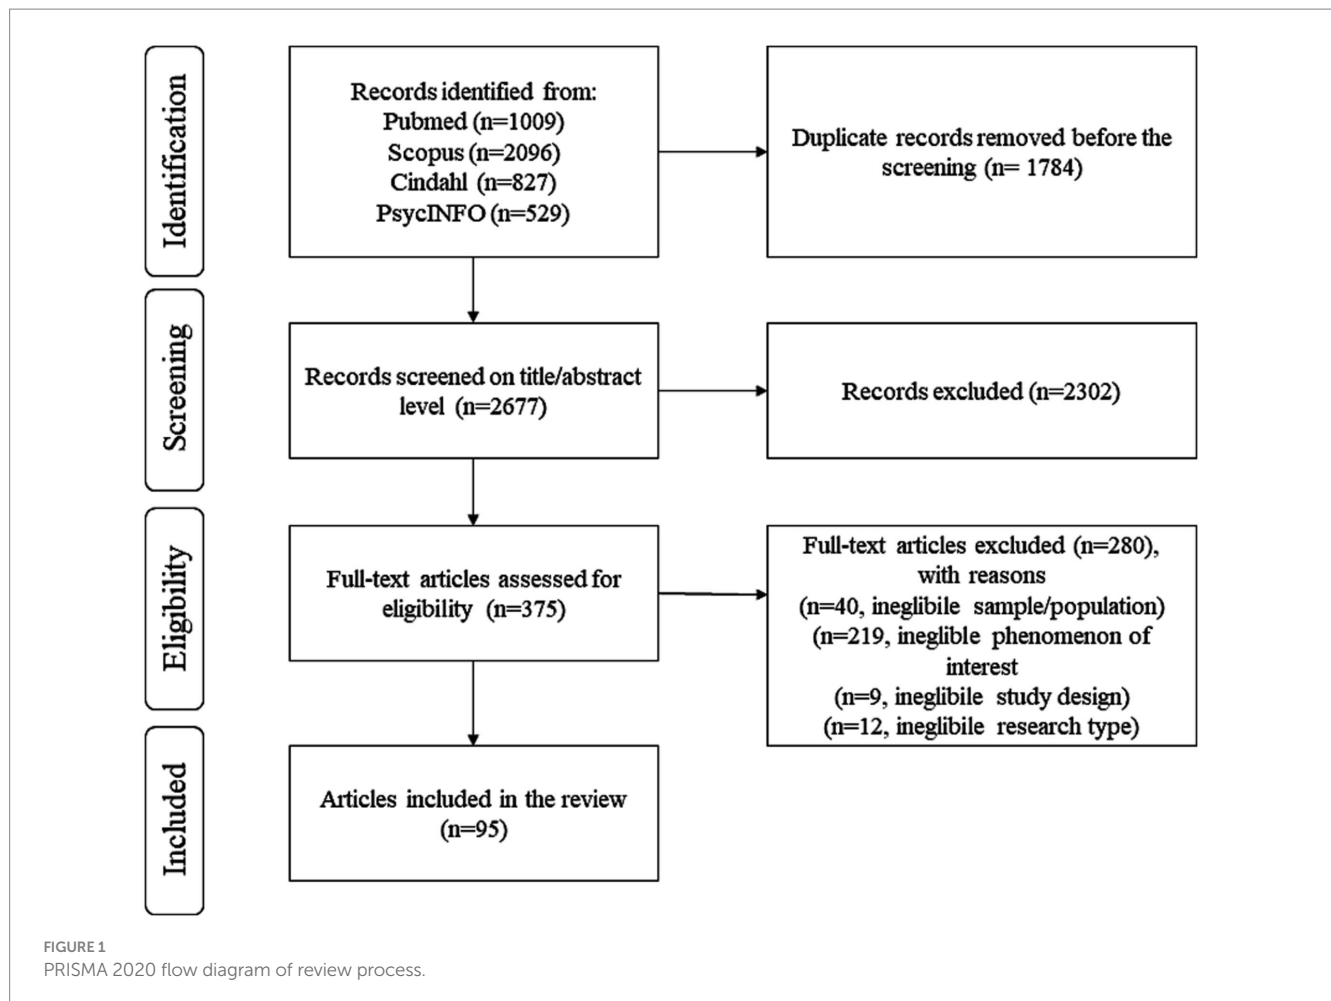 Identification
Records identified from:
Pubmed (n=1009)
Scopus (n=2096)
Cindahl (n=827)
PsycINFO (n=529)
Duplicate records removed before the
screening (n= 1784)
Screening
Records screened on title/abstract
level (n=2677)
Records excluded (n=2302)
Eligibility
Full-text articles assessed for
eligibility (n=375)
Full-text articles excluded (n=280),
with reasons
(n=40, ineglibile sample/population)
(n=219, ineglible phenomenon of
interest
(n=9, ineglibile study design)
(n=12, ineglibile research type)
Included
Articles included in the review
(n=95)
FIGURE 1
PRISMA 2020 flow diagram of review process.